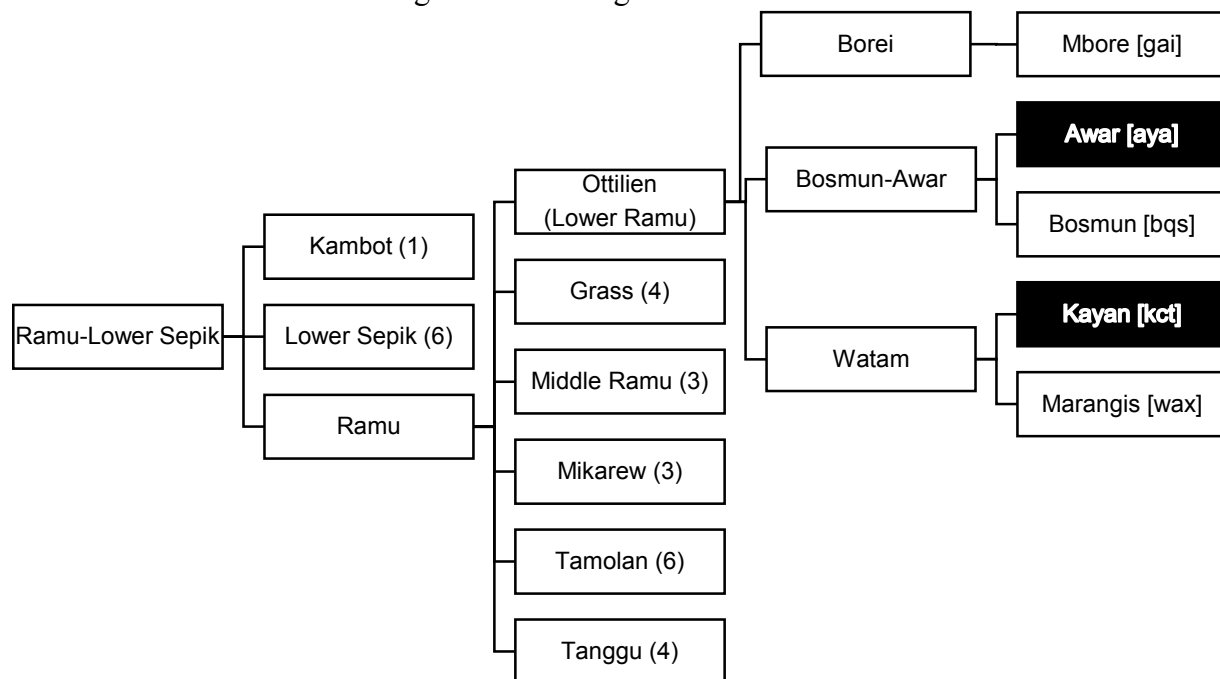 Borei
Mbore [gai]
Awar [aya]
Bosmun-Awar
Bosmun [bqs]
Ottilien
(Lower Ramu)
Kambot (1)
Grass (4)
Kayan [kct]
Ramu-Lower Sepik
Lower Sepik (6)
Watam
Middle Ramu (3)
Marangis [wax]
Ramu
Mikarew (3)
Tamolan (6)
Tanggu (4)